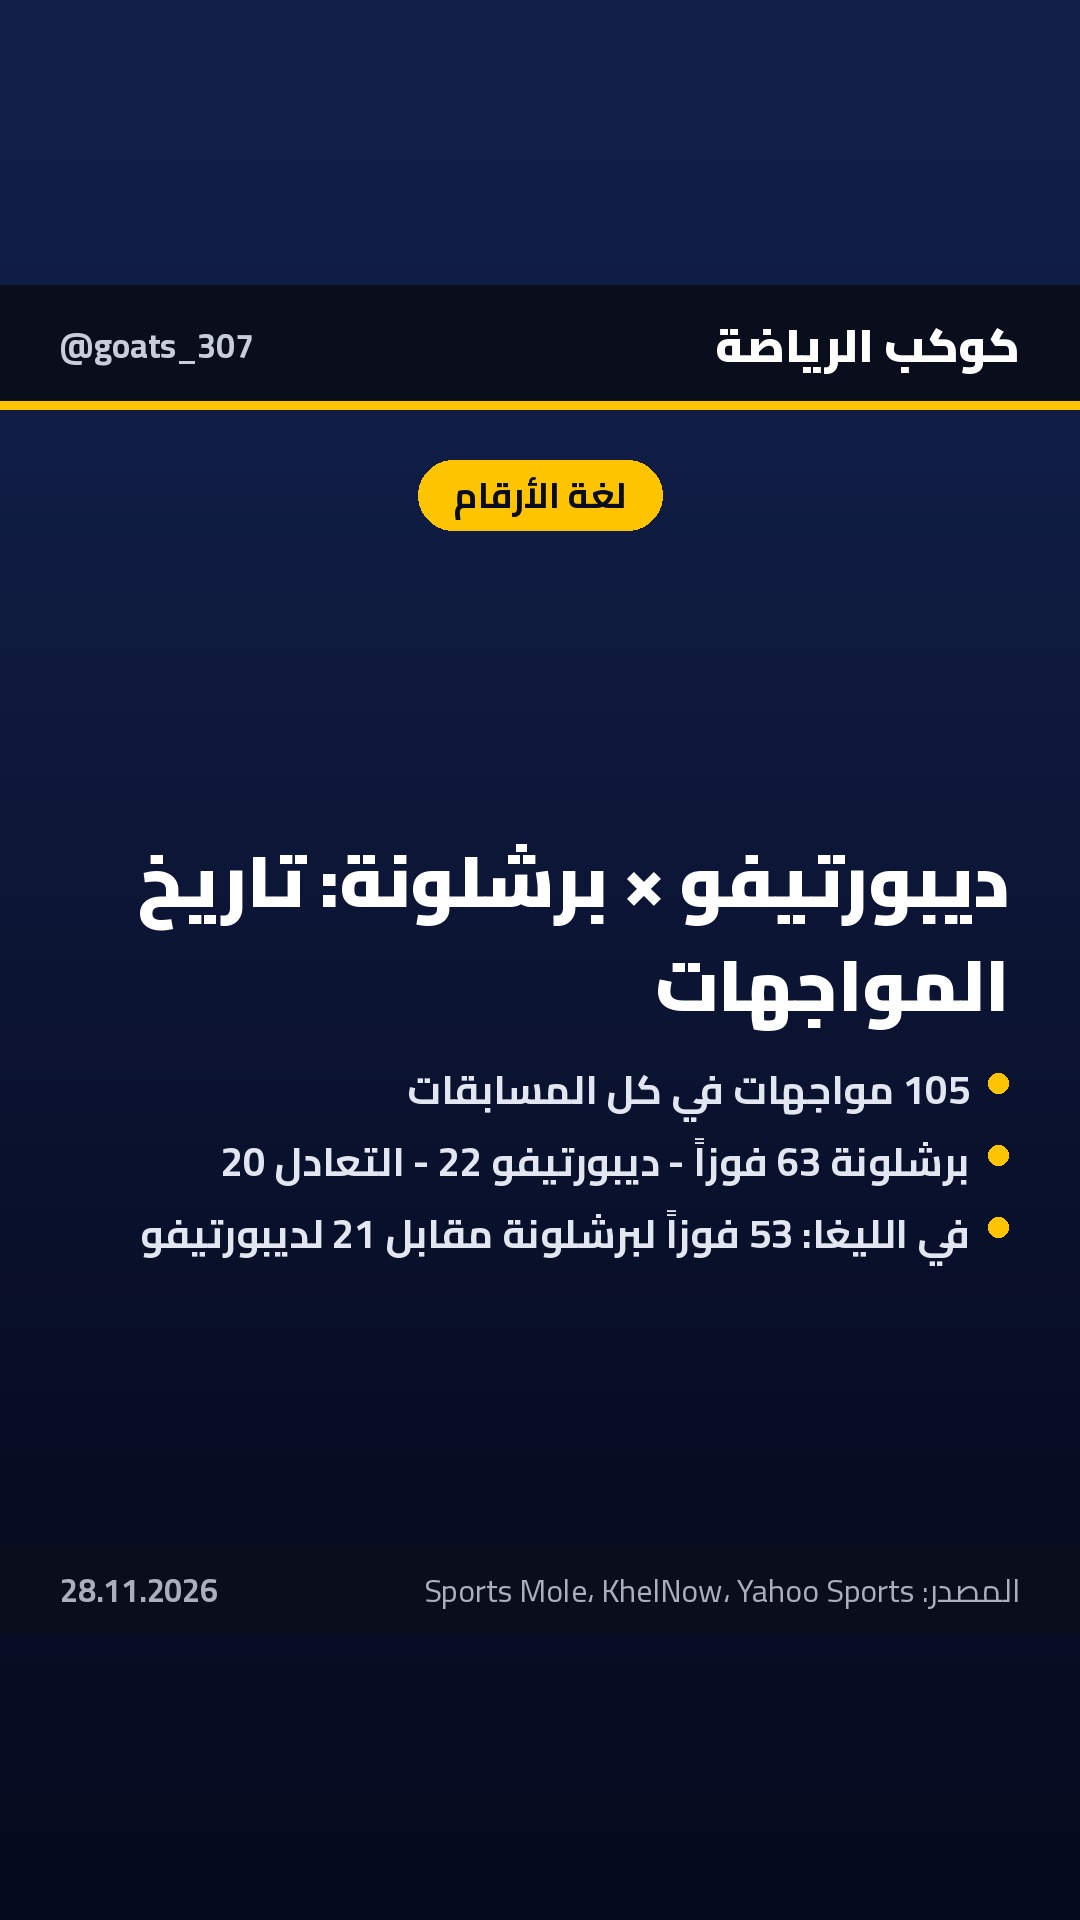 كوكب الرياضة
@goats_307
لغة الأرقام
ديبورتيفو × برشلونة: تاريخ
المواجهات
105 مواجهات في كل المسابقات
برشلونة 63 فوزاً - ديبورتيفو 22 - التعادل 20
في الليغا: 53 فوزاً لبرشلونة مقابل 21 لديبورتيفو
المصدر: Sports Mole، KhelNow، Yahoo Sports
28.11.2026